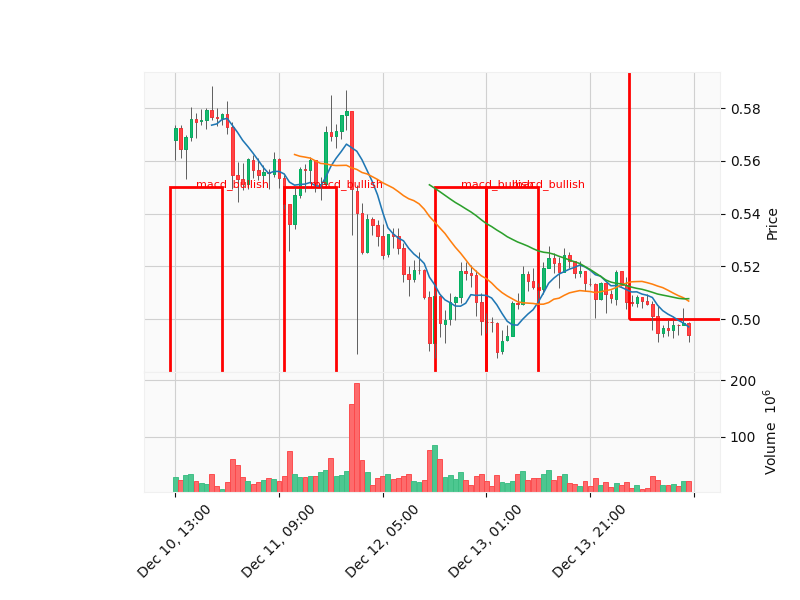 0.58
0.56
macd_bullish
macd_bullish
macd_bullish
macd_bullish
0.54
0.52
0.50
Price
200
100
Volume 10⁶
Dec 10, 13:00
Dec 11, 09:00
Dec 12, 05:00
Dec 13, 01:00
Dec 13, 21:00